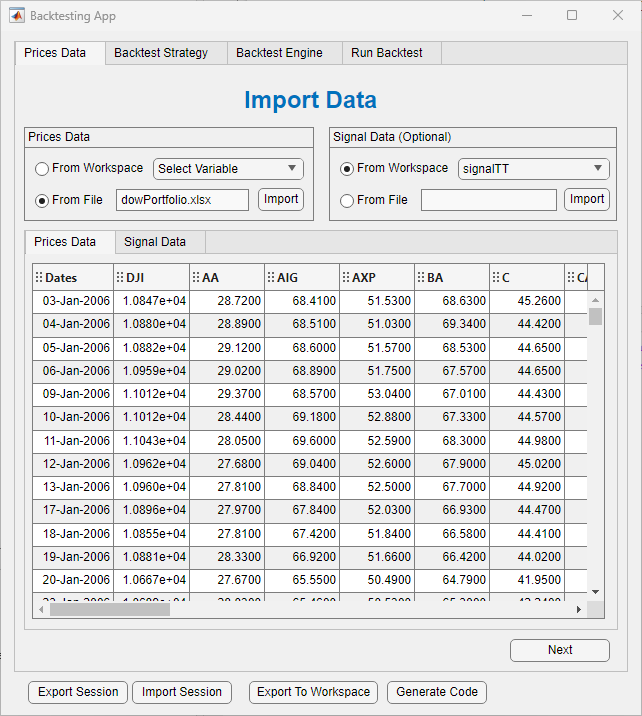 Backtesting App
Prices Data Backtest Strategy Backtest Engine Run Backtest
Import Data
Prices Data
From Workspace Select Variable
From File dowPortfolio.xlsx Import
Signal Data (Optional)
From Workspace signalTT
From File Import
Prices Data Signal Data
Dates DJI AA AIG AXP BA C
03-Jan-2006 1.0847e+04 28.7200 68.4100 51.5300 68.6300 45.2600
04-Jan-2006 1.0880e+04 28.8900 68.5100 51.0300 69.3400 44.4200
05-Jan-2006 1.0882e+04 29.1200 68.6000 51.5700 68.5300 44.6500
06-Jan-2006 1.0959e+04 29.0200 68.8900 51.7500 67.5700 44.6500
09-Jan-2006 1.1012e+04 29.3700 68.5700 53.0400 67.0100 44.4300
10-Jan-2006 1.1012e+04 28.4400 69.1800 52.8800 67.3300 44.5700
11-Jan-2006 1.1043e+04 28.0500 69.6000 52.5900 68.3000 44.9800
12-Jan-2006 1.0962e+04 27.6800 69.0400 52.6000 67.9000 45.0200
13-Jan-2006 1.0960e+04 27.8100 68.8400 52.5000 67.7000 44.9200
17-Jan-2006 1.0896e+04 27.9700 67.8400 52.0300 66.9300 44.4700
18-Jan-2006 1.0855e+04 27.8100 67.4200 51.8400 66.5800 44.4100
19-Jan-2006 1.0881e+04 28.3300 66.9200 51.6600 66.4200 44.0200
20-Jan-2006 1.0667e+04 27.6700 65.5500 50.4900 64.7900 41.9500
Next
Export Session Import Session Export To Workspace Generate Code